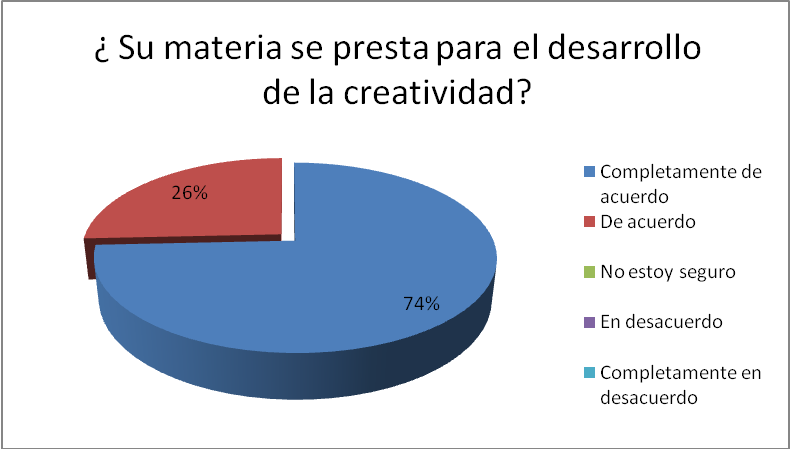 ¿ Su materia se presta para el desarrollo
de la creatividad?
26%
74%
Completamente de
acuerdo
De acuerdo
No estoy seguro
En desacuerdo
Completamente en
desacuerdo